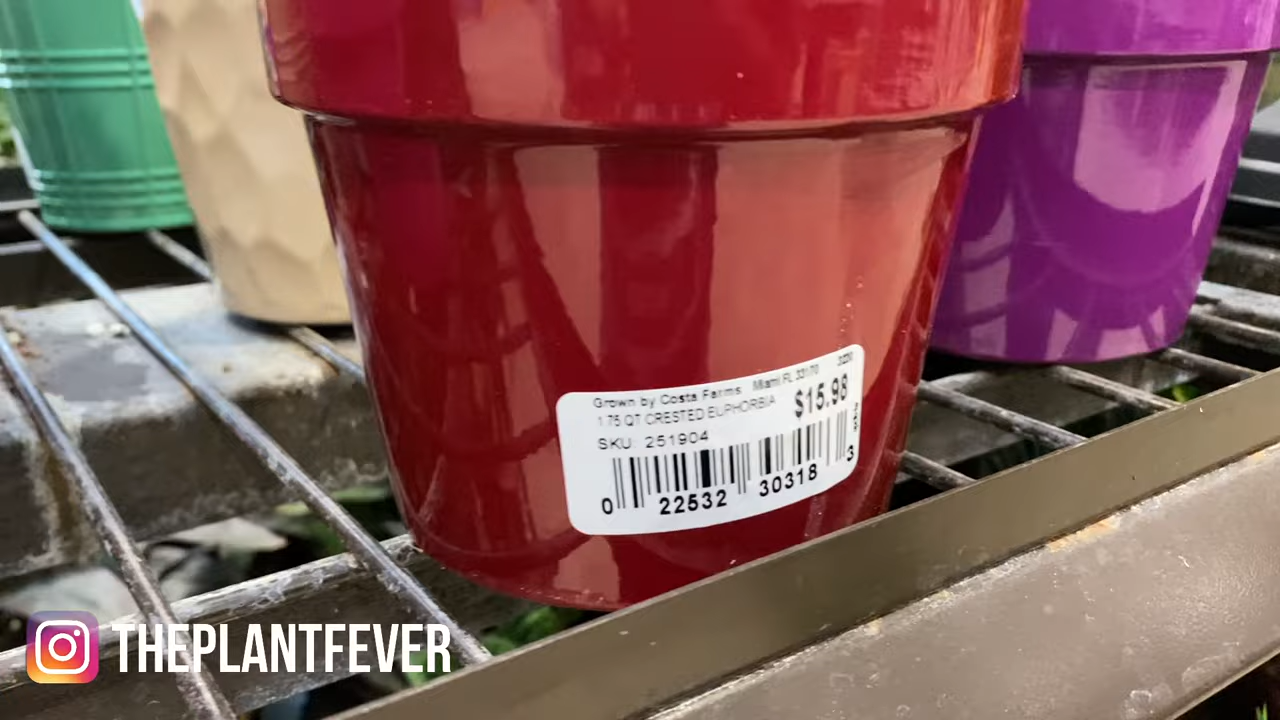 Grown by Costa Farms Miami FL 33170
1.75 QT CRESTED EUPHORBIA $15.98
SKU: 251904
0 22532 30318 3
THEPLANTFEVER